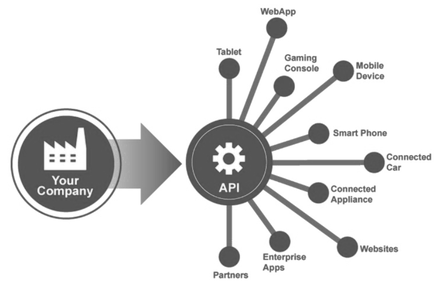 WebApp
Tablet
Gaming
Console
Mobile
Device
Smart Phone
Your
Company
API
Connected
Car
Connected
Appliance
Websites
Enterprise
Apps
Partners